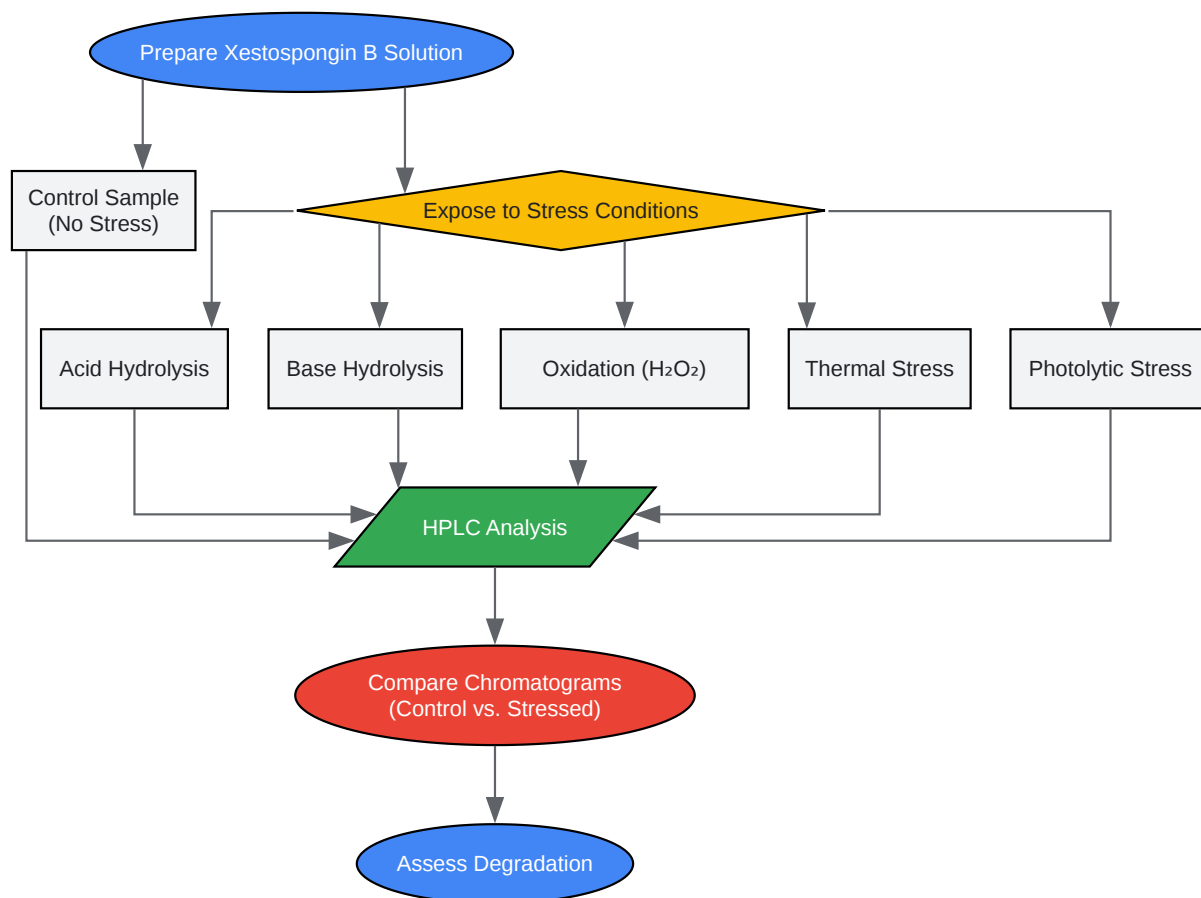 Prepare Xestospongin B Solution
Control Sample
(No Stress)
Expose to Stress Conditions
Acid Hydrolysis
Base Hydrolysis
Oxidation (H₂O₂)
Thermal Stress
Photolytic Stress
HPLC Analysis
Compare Chromatograms
(Control vs. Stressed)
Assess Degradation